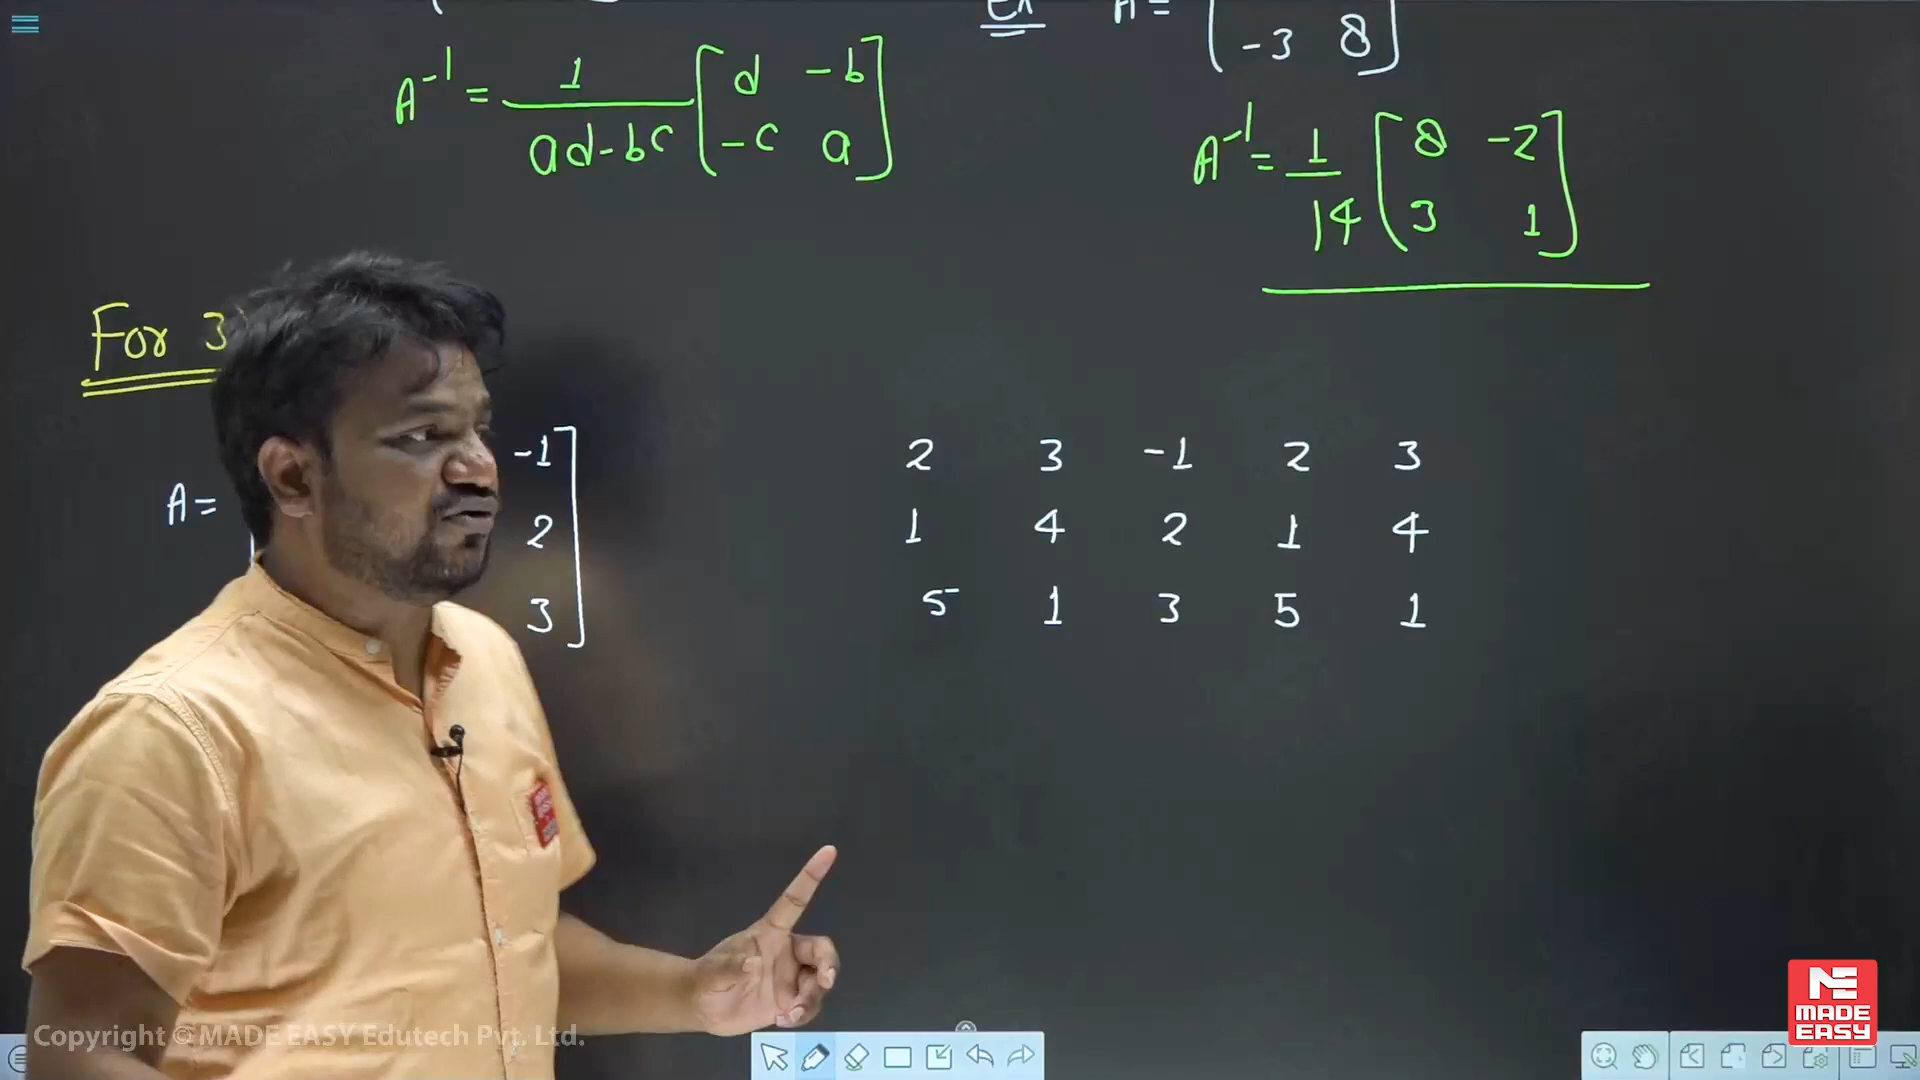 Ex A =
-3 8
A⁻¹ = 1 / ad-bc [ d -b
-c a ]
A⁻¹ = 1 / 14 [ 8 -2
3 1 ]
For 3
A =
-1
2
3
2 3 -1 2 3
1 4 2 1 4
5 1 3 5 1
Copyright © MADE EASY Edutech Pvt. Ltd.
ME
MADE
EASY